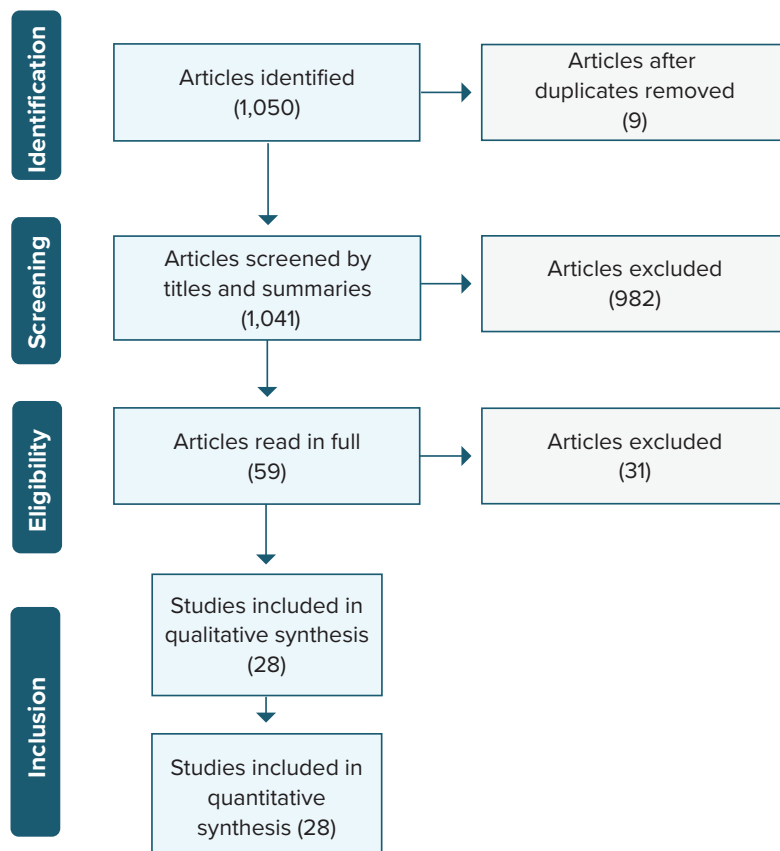 Identification
Articles identified
(1,050)
Articles after
duplicates removed
(9)
Screening
Articles screened by
titles and summaries
(1,041)
Articles excluded
(982)
Eligibility
Articles read in full
(59)
Articles excluded
(31)
Inclusion
Studies included in
qualitative synthesis
(28)
Studies included in
quantitative
synthesis (28)